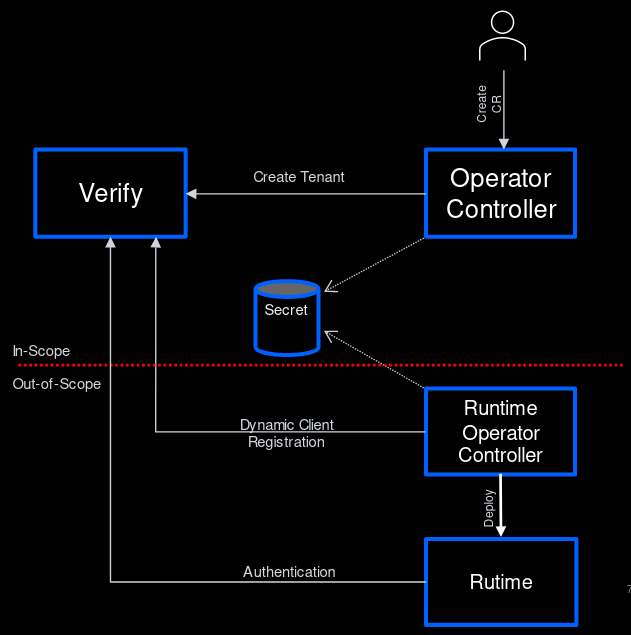 Create
CR
Verify
Create Tenant
Operator
Controller
Secret
In-Scope
Out-of-Scope
Runtime
Operator
Controller
Dynamic Client
Registration
Deploy
Authentication
Rutime
7